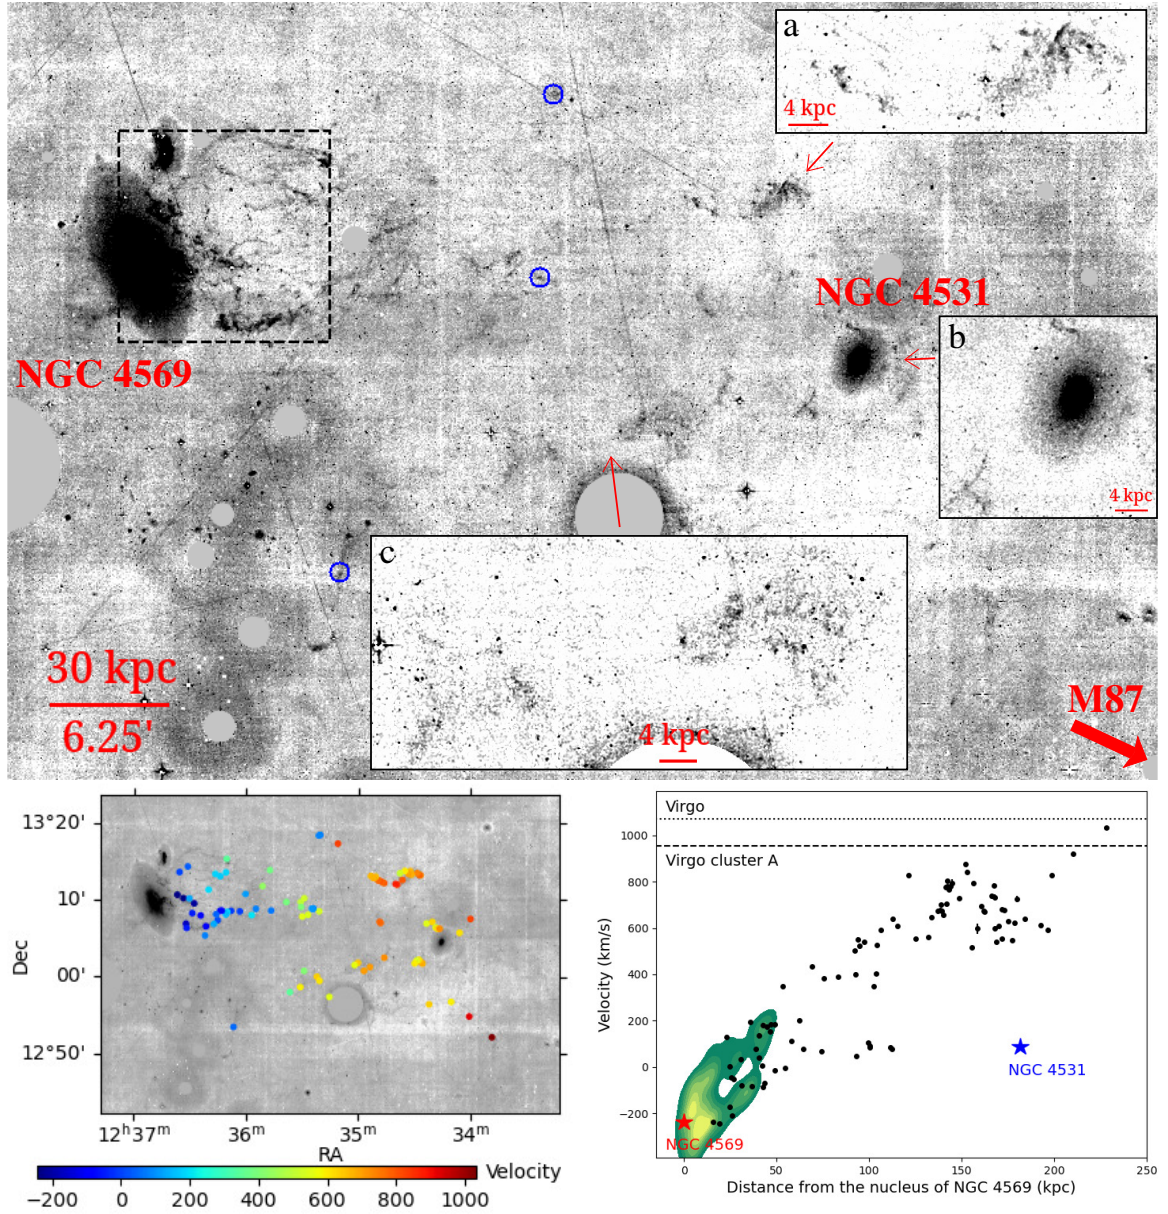 a
4 kpc
NGC 4531
NGC 4569
b
4 kpc
c
4 kpc
30 kpc
6.25'
M87
13°20'
10'
00'
12°50'
Dec
12ʰ37ᵐ 36ᵐ 35ᵐ 34ᵐ
RA
Velocity
−200 0 200 400 600 800 1000
Virgo
Virgo cluster A
1000
800
600
400
200
0
−200
Velocity (km/s)
NGC 4531
NGC 4569
0 50 100 150 200 250
Distance from the nucleus of NGC 4569 (kpc)